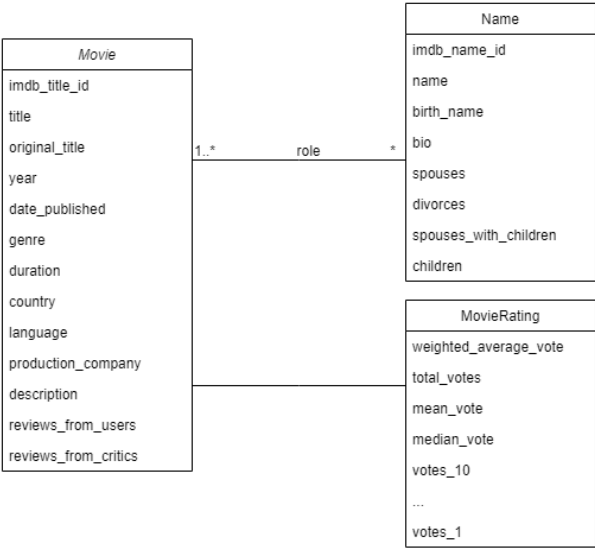 Movie
imdb_title_id
title
original_title
year
date_published
genre
duration
country
language
production_company
description
reviews_from_users
reviews_from_critics
1..*
role
*
Name
imdb_name_id
name
birth_name
bio
spouses
divorces
spouses_with_children
children
MovieRating
weighted_average_vote
total_votes
mean_vote
median_vote
votes_10
...
votes_1